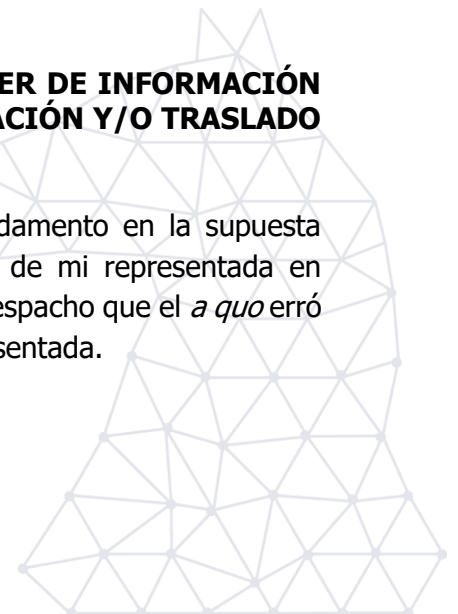 ER DE INFORMACIÓN
ACIÓN Y/O TRASLADO
damento en la supuesta
de mi representada en
espacho que el a quo erró
sentada.